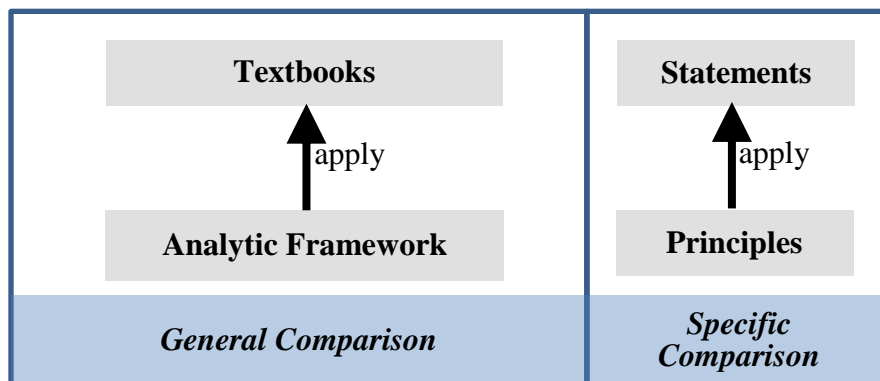 Textbooks
apply
Analytic Framework
General Comparison
Statements
apply
Principles
Specific
Comparison